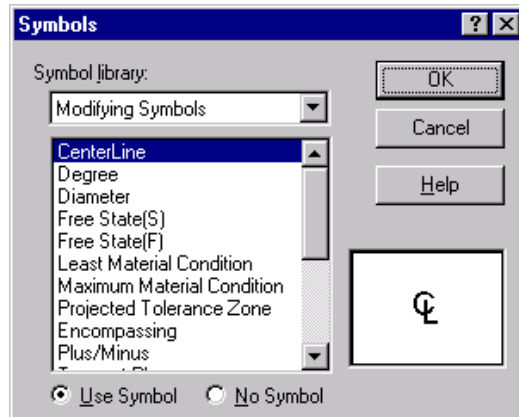 Symbols
Symbol library:
Modifying Symbols
OK
Cancel
Help
CenterLine
Degree
Diameter
Free State(S)
Free State(F)
Least Material Condition
Maximum Material Condition
Projected Tolerance Zone
Encompassing
Plus/Minus
℄
Use Symbol
No Symbol